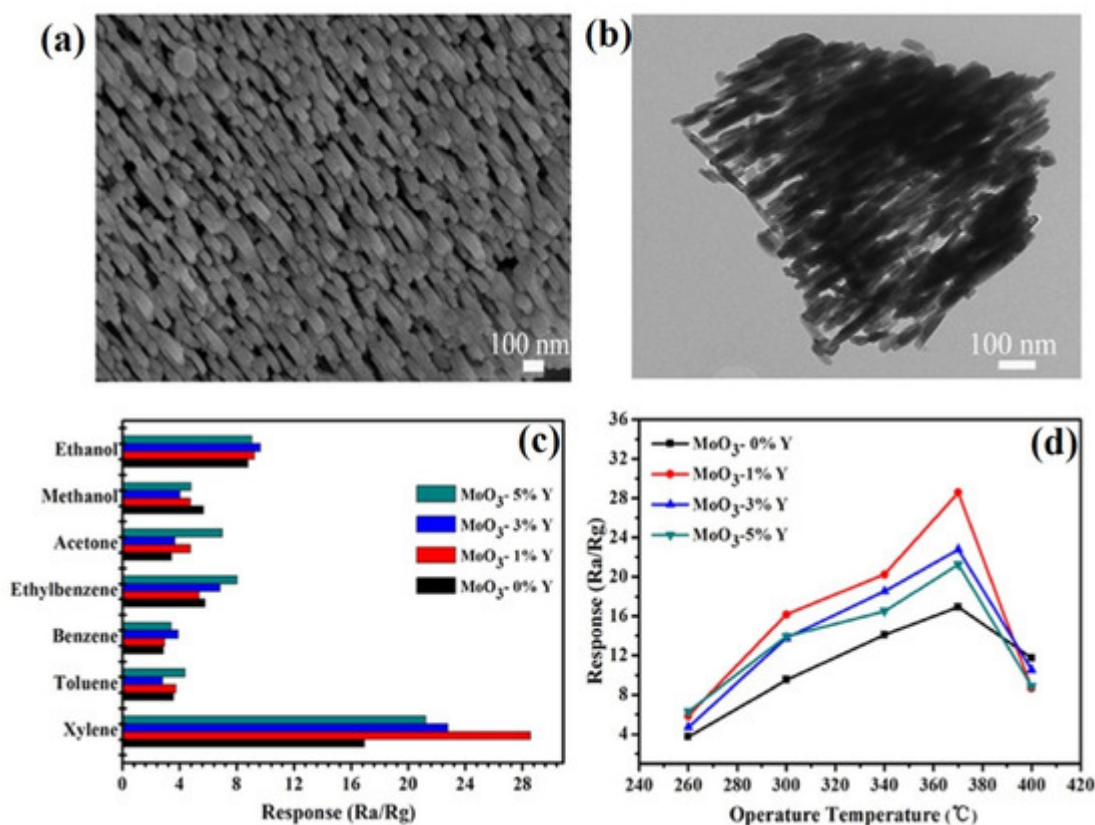 (a)
100 nm
(b)
100 nm
(c)
Ethanol
Methanol
Acetone
Ethylbenzene
Benzene
Toluene
Xylene
MoO3- 5% Y
MoO3- 3% Y
MoO3- 1% Y
MoO3- 0% Y
0 4 8 12 16 20 24 28
Response (Ra/Rg)
(d)
MoO3- 0% Y
MoO3-1% Y
MoO3-3% Y
MoO3-5% Y
Response (Ra/Rg)
36
32
28
24
20
16
12
8
4
240 260 280 300 320 340 360 380 400 420
Operature Temperature (℃)